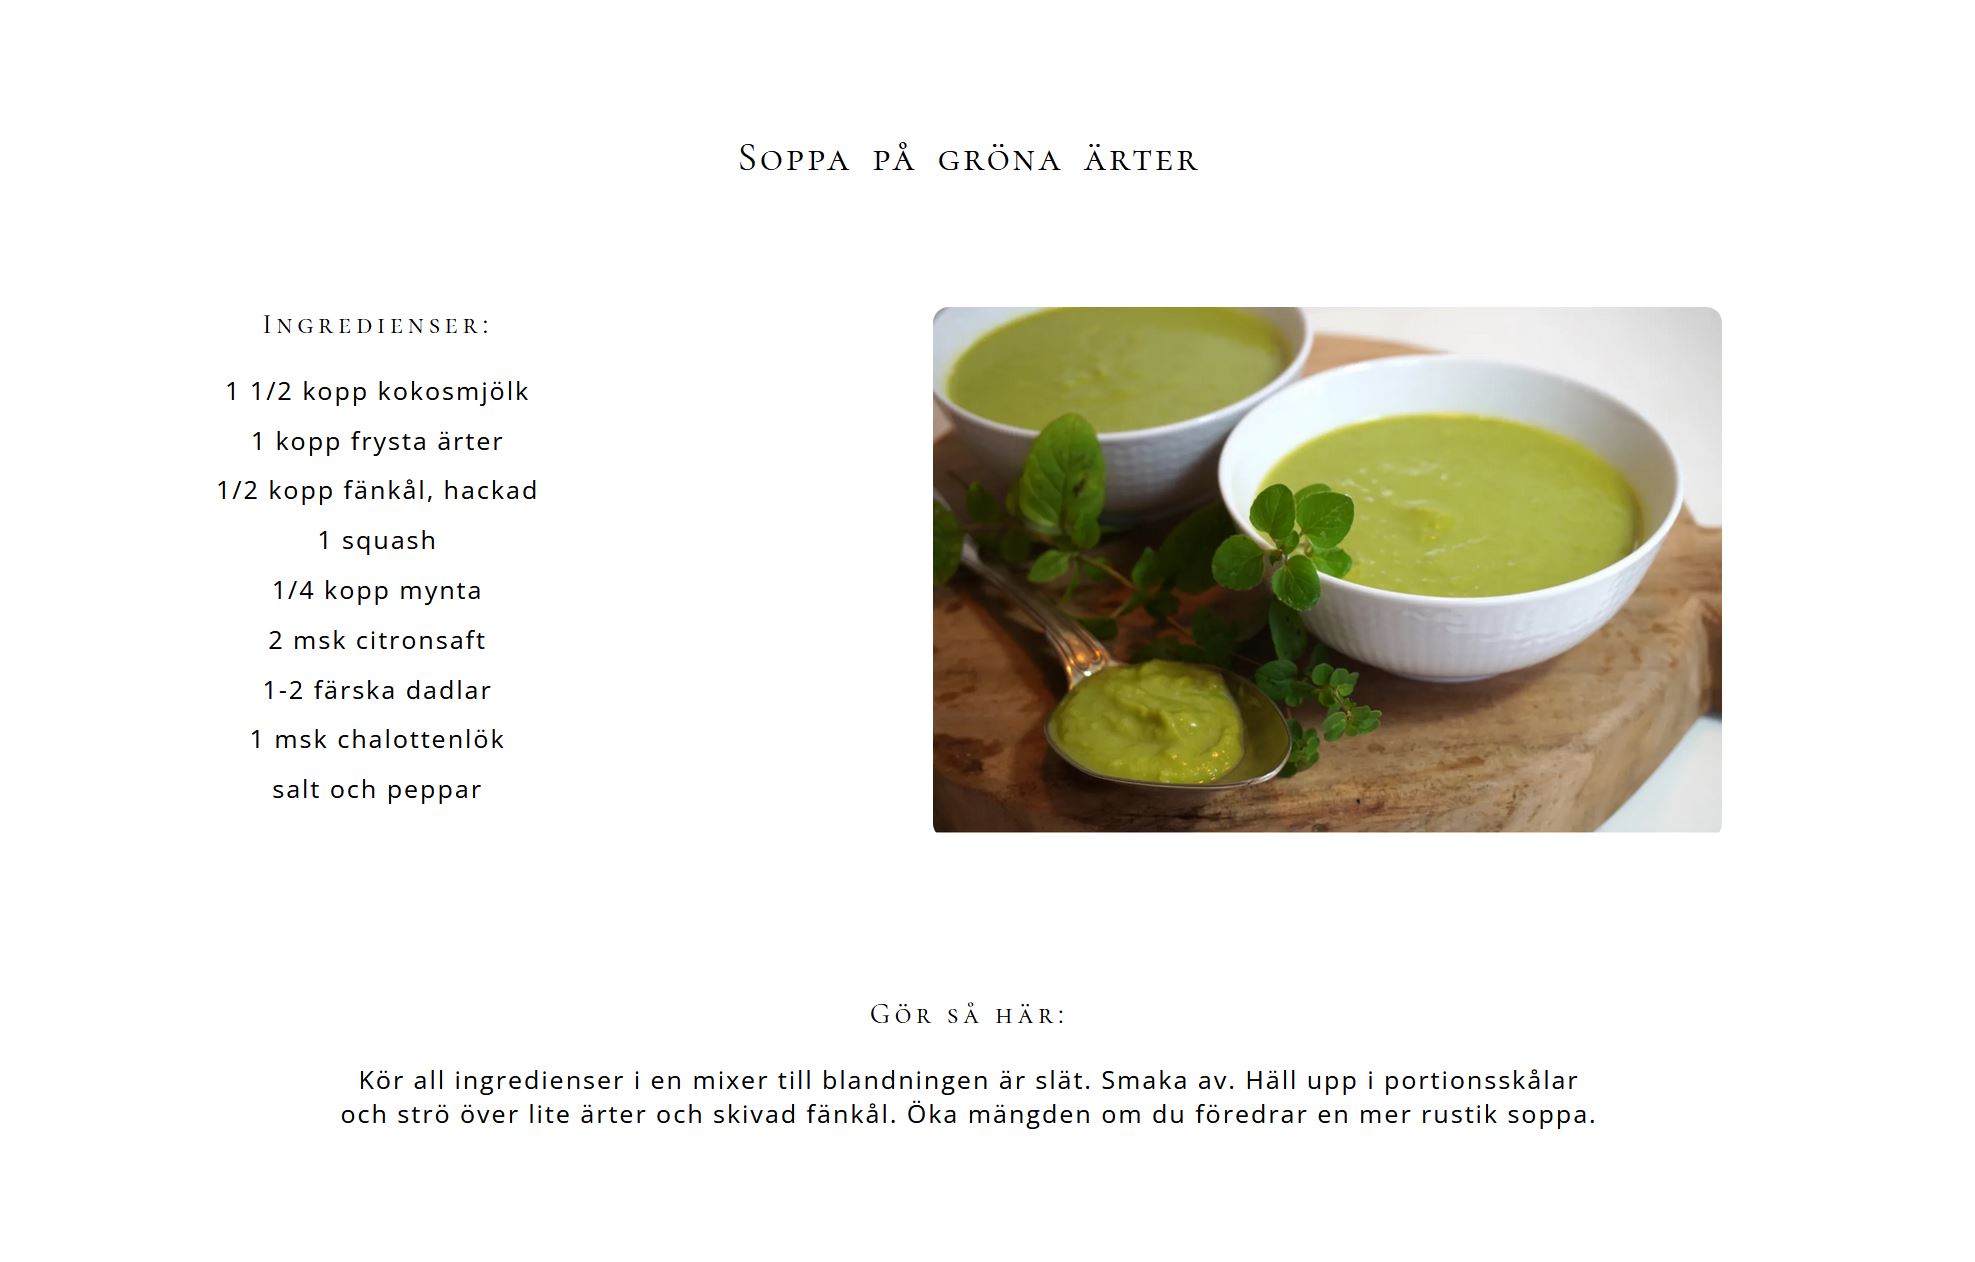 Soppa på gröna ärter
Ingredienser:
1 1/2 kopp kokosmjölk
1 kopp frysta ärter
1/2 kopp fänkål, hackad
1 squash
1/4 kopp mynta
2 msk citronsaft
1-2 färska dadlar
1 msk chalottenlök
salt och peppar
Gör så här:
Kör all ingredienser i en mixer till blandningen är slät. Smaka av. Häll upp i portionsskålar
och strö över lite ärter och skivad fänkål. Öka mängden om du föredrar en mer rustik soppa.